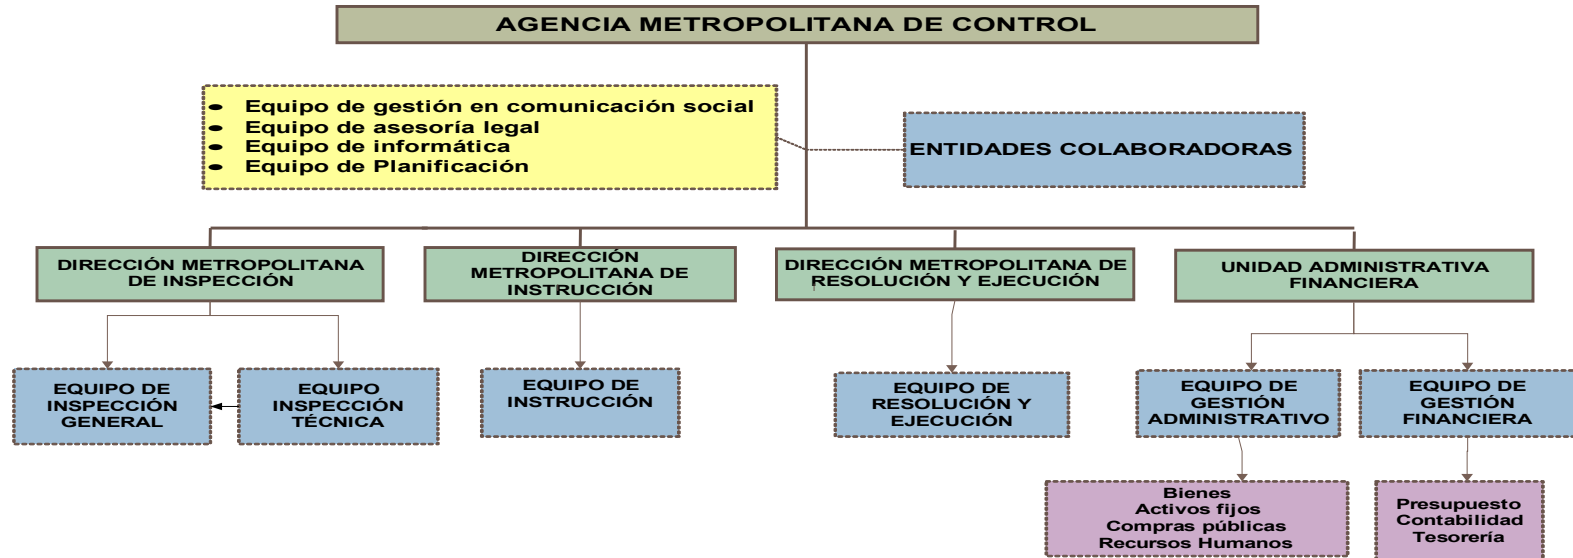 AGENCIA METROPOLITANA DE CONTROL
• Equipo de gestión en comunicación social
• Equipo de asesoría legal
• Equipo de informática
• Equipo de Planificación
ENTIDADES COLABORADORAS
DIRECCIÓN METROPOLITANA
DE INSPECCIÓN
DIRECCIÓN
METROPOLITANA DE
INSTRUCCIÓN
DIRECCIÓN METROPOLITANA DE
RESOLUCIÓN Y EJECUCIÓN
UNIDAD ADMINISTRATIVA
FINANCIERA
EQUIPO DE
INSPECCIÓN
GENERAL
EQUIPO
INSPECCIÓN
TÉCNICA
EQUIPO DE
INSTRUCCIÓN
EQUIPO DE
RESOLUCIÓN Y
EJECUCIÓN
EQUIPO DE
GESTIÓN
ADMINISTRATIVO
EQUIPO DE
GESTIÓN
FINANCIERA
Bienes
Activos fijos
Compras públicas
Recursos Humanos
Presupuesto
Contabilidad
Tesorería